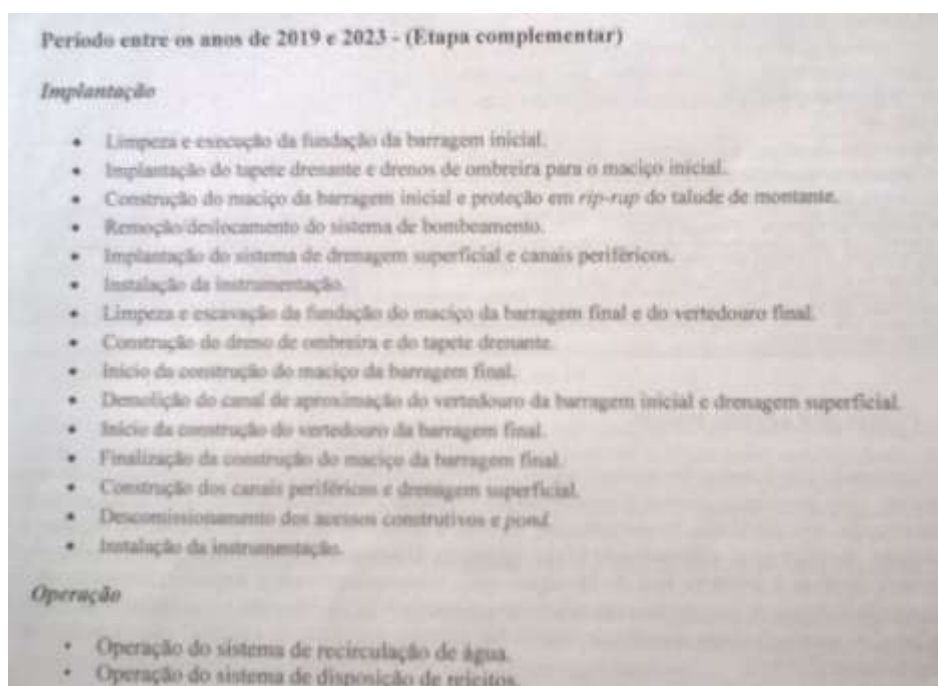 Período entre os anos de 2019 e 2023 - (Etapa complementar)
Implantação
• Limpeza e execução da fundação da barragem inicial.
• Implantação do tapete drenante e drenos de ombreira para o maciço inicial.
• Construção do maciço da barragem inicial e proteção em rip-rap do talude de montante.
• Remoção/deslocamento do sistema de bombeamento.
• Implantação do sistema de drenagem superficial e canais periféricos.
• Instalação da instrumentação.
• Limpeza e escavação da fundação do maciço da barragem final e do vertedouro final.
• Construção do dreno de ombreira e do tapete drenante.
• Início da construção do maciço da barragem final.
• Demolição do canal de aproximação do vertedouro da barragem inicial e drenagem superficial.
• Início da construção do vertedouro da barragem final.
• Finalização da construção do maciço da barragem final.
• Construção dos canais periféricos e drenagem superficial.
• Descomissionamento dos acessos construtivos e pond.
• Instalação da instrumentação.
Operação
• Operação do sistema de recirculação de água.
• Operação do sistema de disposição de rejeitos.